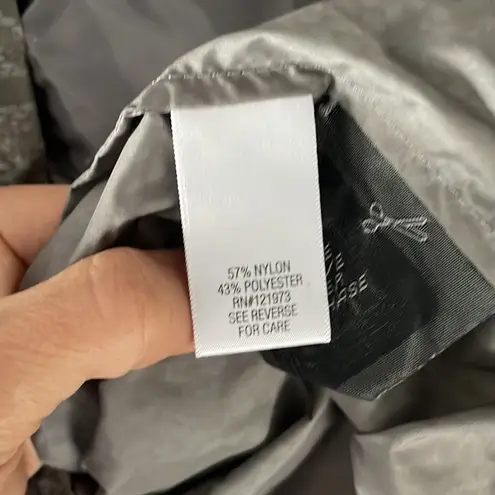 57% NYLON
43% POLYESTER
RN#121973
SEE REVERSE
FOR CARE